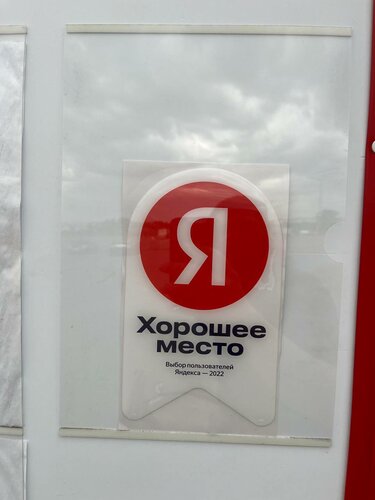 Я
Хорошее
место
Выбор пользователей
Яндекса — 2022